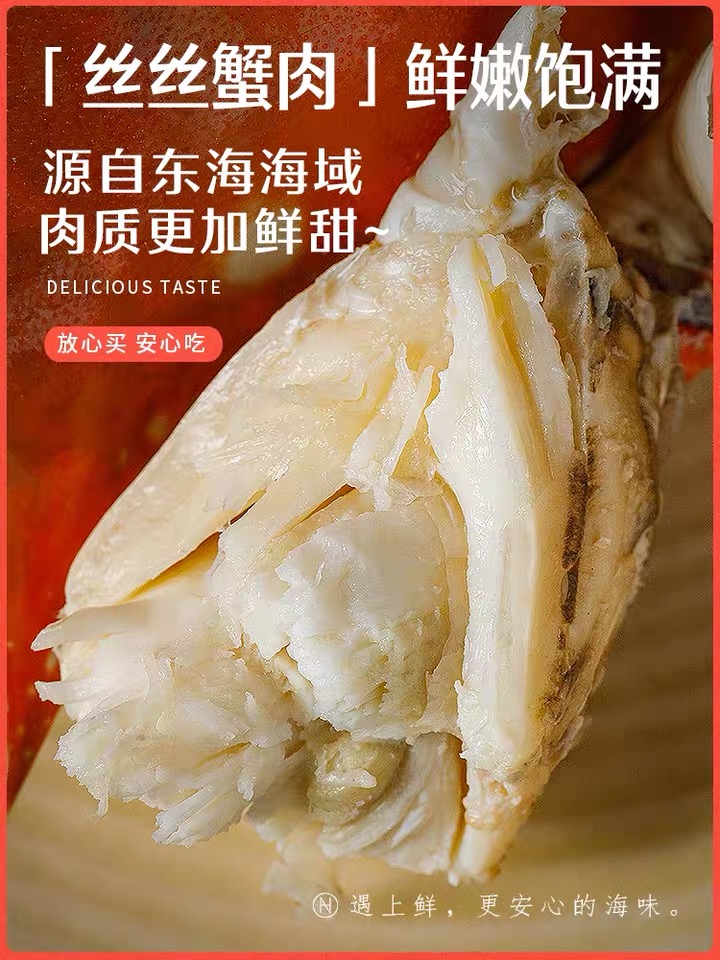 「丝丝蟹肉」鲜嫩饱满
源自东海海域
肉质更加鲜甜~
DELICIOUS TASTE
放心买 安心吃
遇上鲜，更安心的海味。